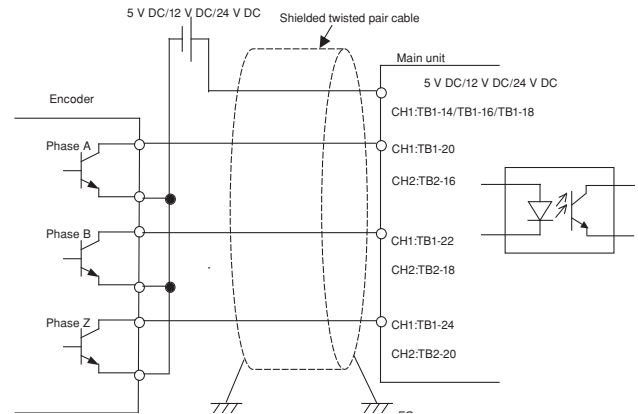 5 V DC/12 V DC/24 V DC
Shielded twisted pair cable
Main unit
5 V DC/12 V DC/24 V DC
Encoder
CH1:TB1-14/TB1-16/TB1-18
Phase A
CH1:TB1-20
CH2:TB2-16
Phase B
CH1:TB1-22
CH2:TB2-18
Phase Z
CH1:TB1-24
CH2:TB2-20